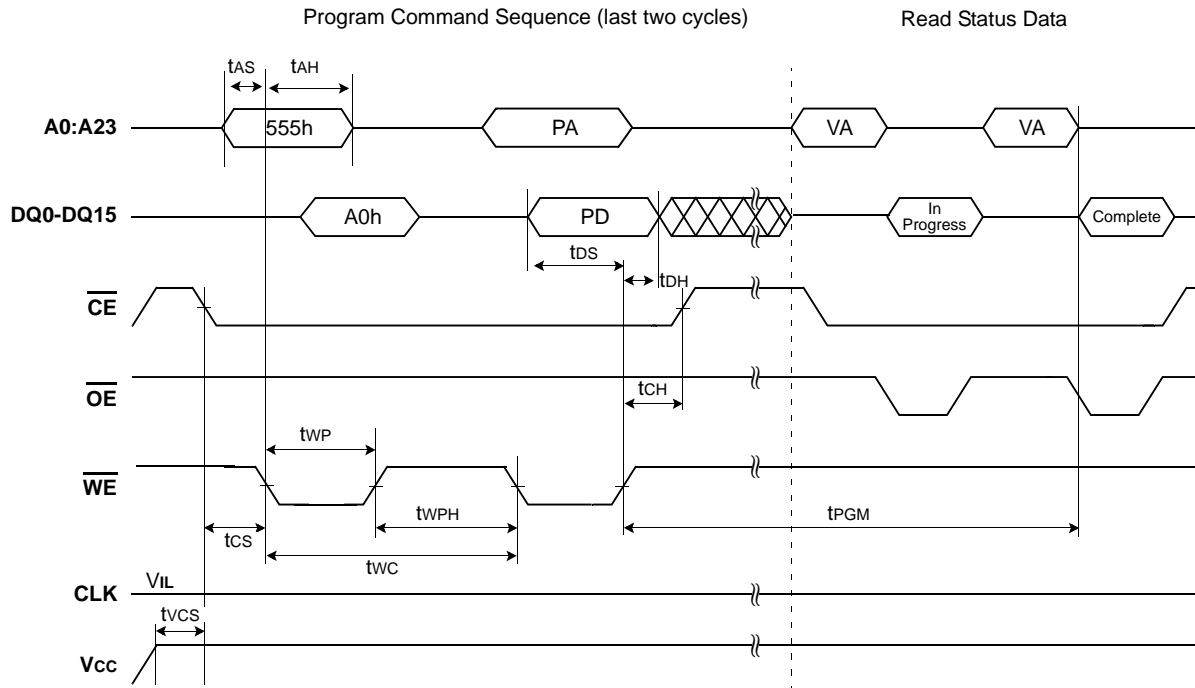 Program Command Sequence (last two cycles)
Read Status Data
tAS
tAH
A0:A23
555h
PA
VA
VA
DQ0-DQ15
A0h
PD
In
Progress
Complete
tDS
tDH
CE
OE
tCH
tWP
WE
tWPH
tPGM
tCS
tWC
CLK
VIL
tVCS
Vcc